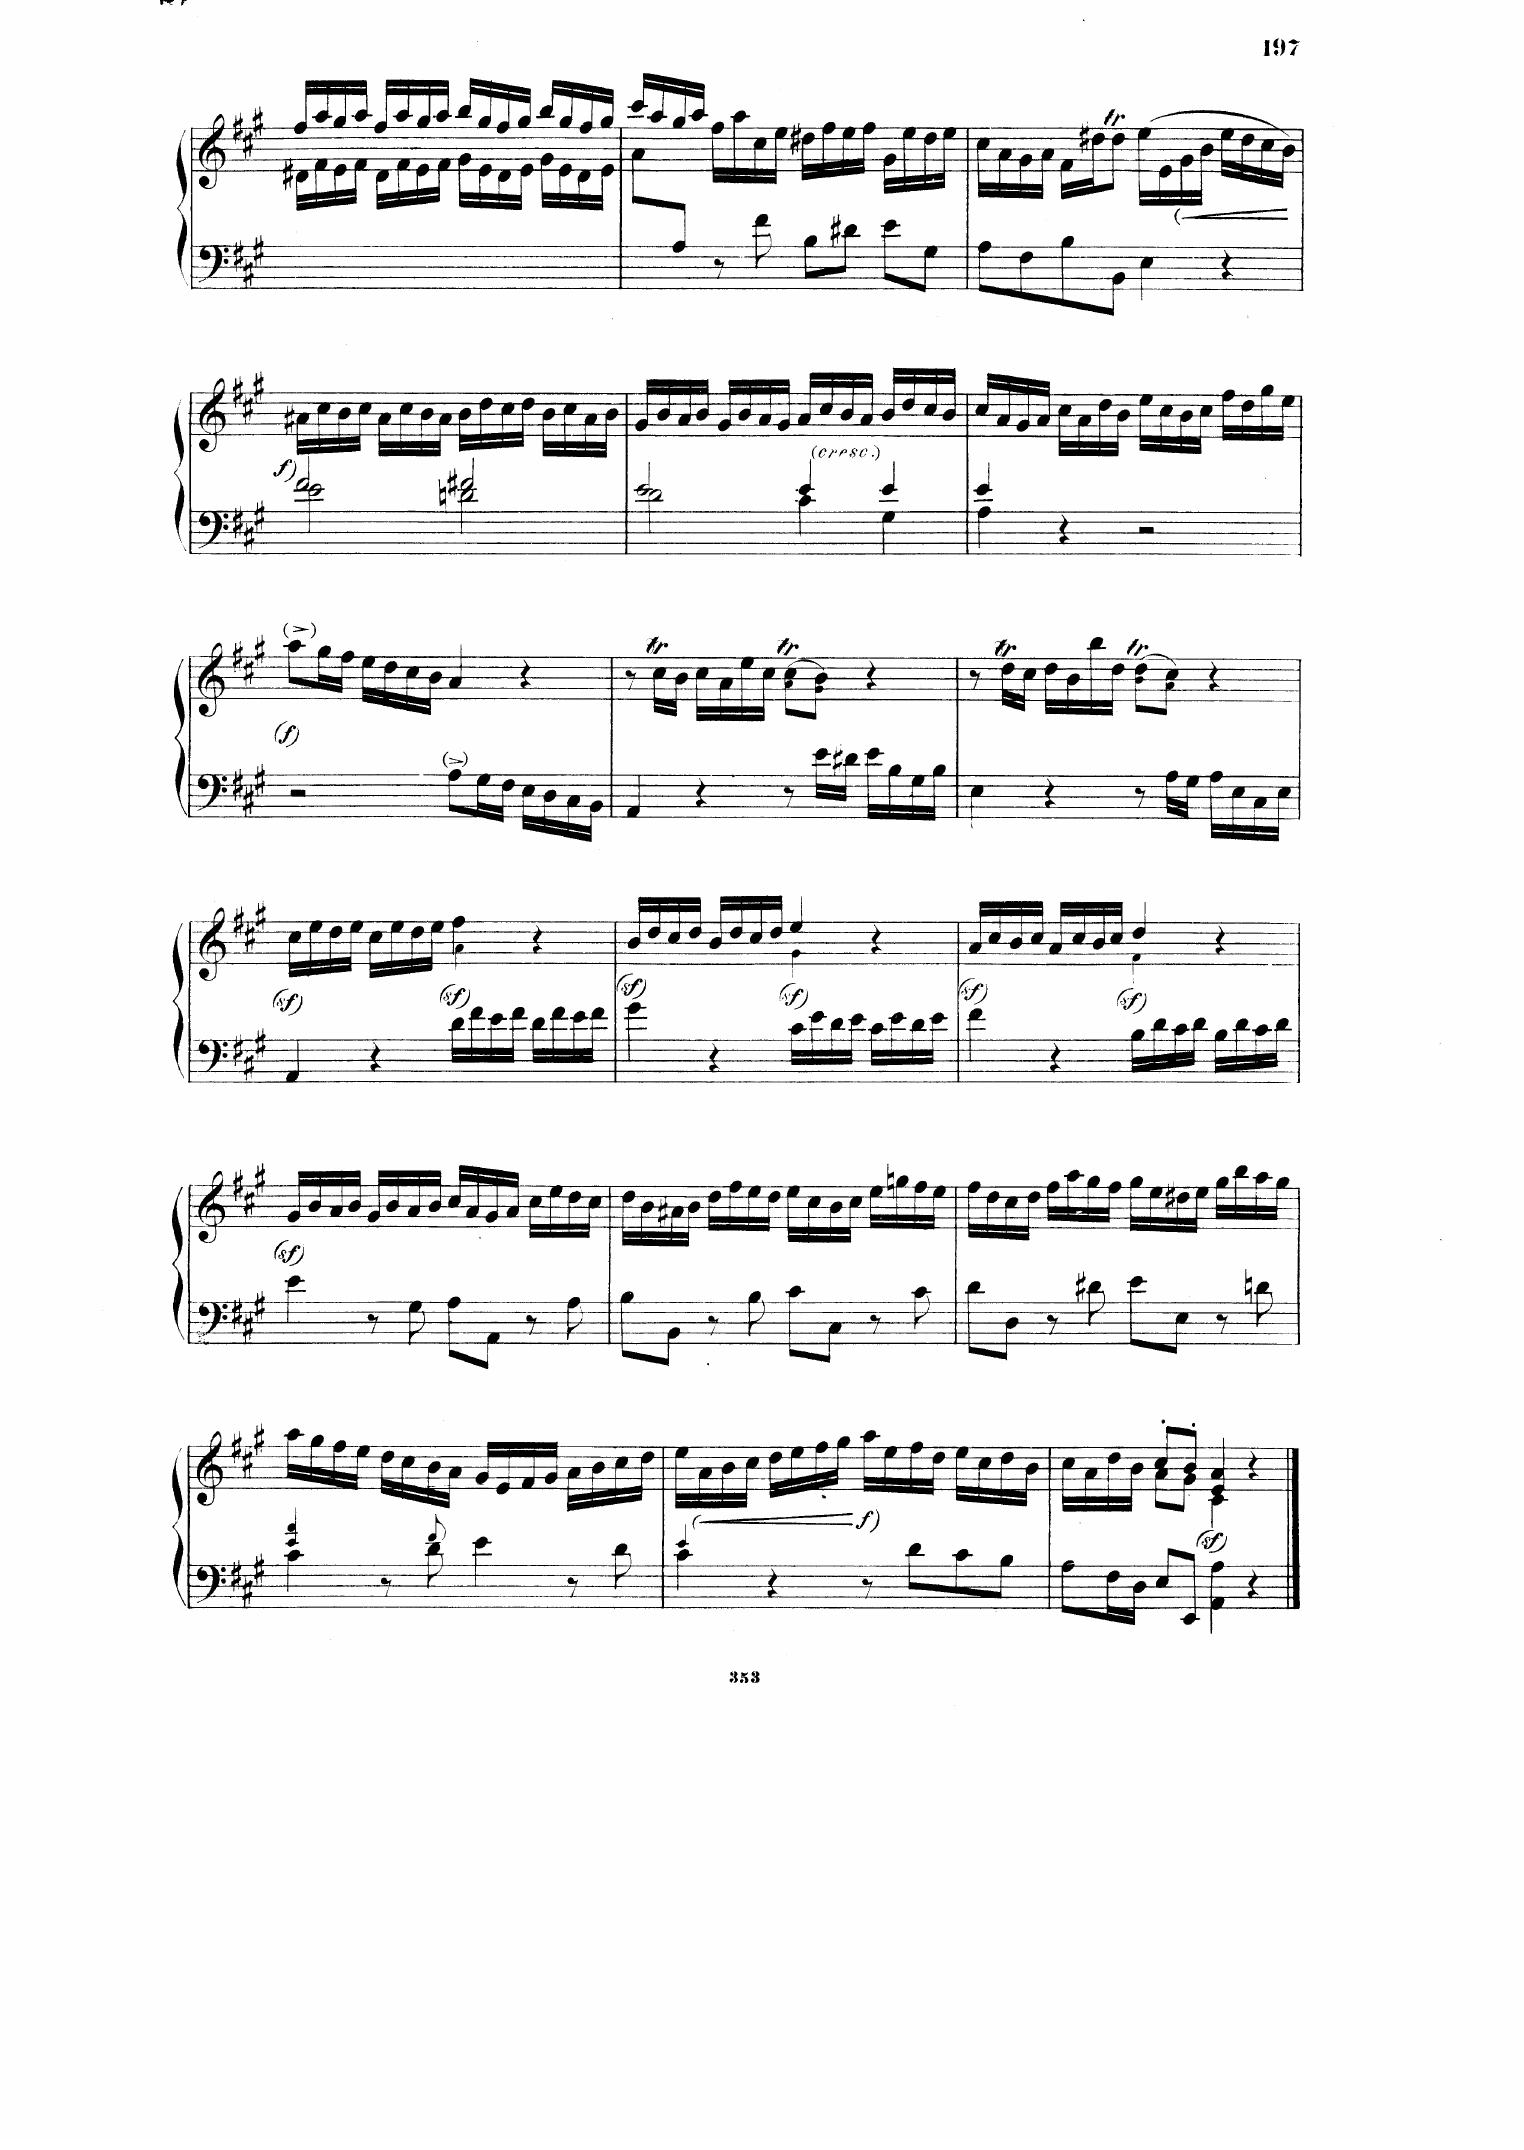 197
tr
f)
(cresc.)
tr tr tr tr
(f)
(sf) (sf) (sf) (sf) (sf) (sf)
(sf)
f)
(sf)
353